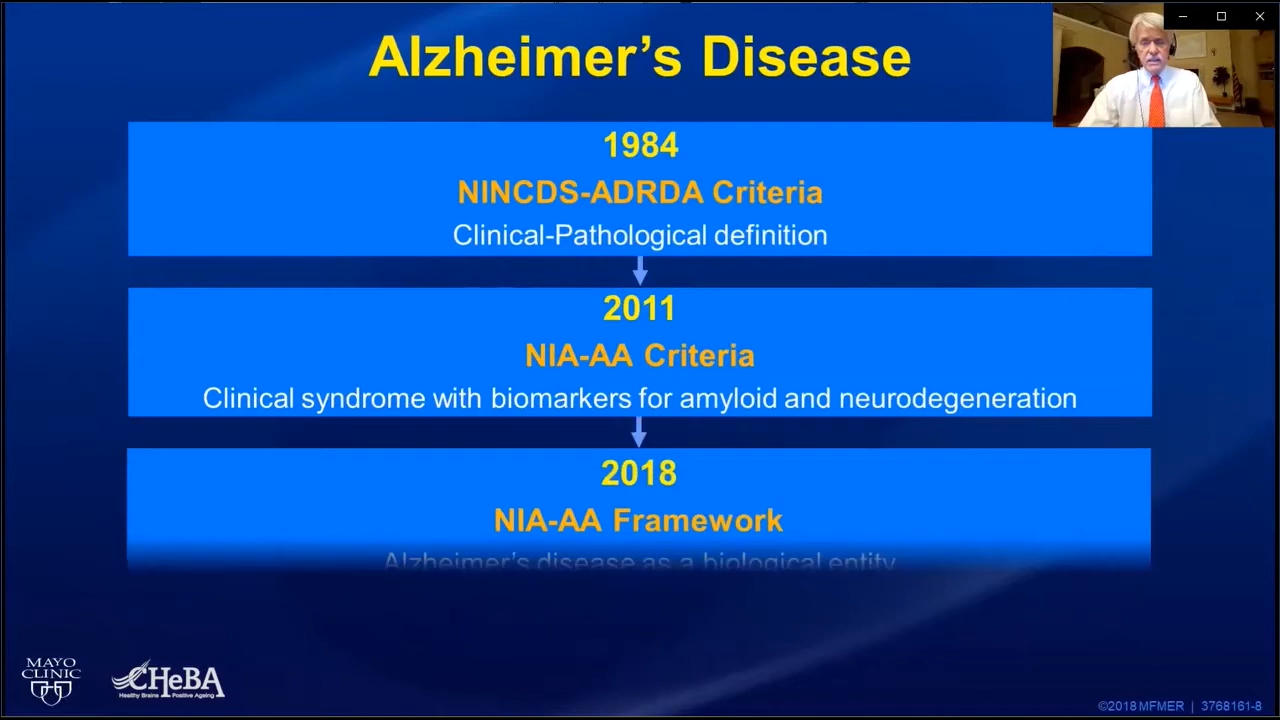 Alzheimer's Disease
1984
NINCDS-ADRDA Criteria
Clinical-Pathological definition
2011
NIA-AA Criteria
Clinical syndrome with biomarkers for amyloid and neurodegeneration
2018
NIA-AA Framework
Alzheimer's disease as a biological entity
MAYO
CLINIC
CHeBA
Healthy Brains Positive Ageing
©2018 MFMER | 3768161-8